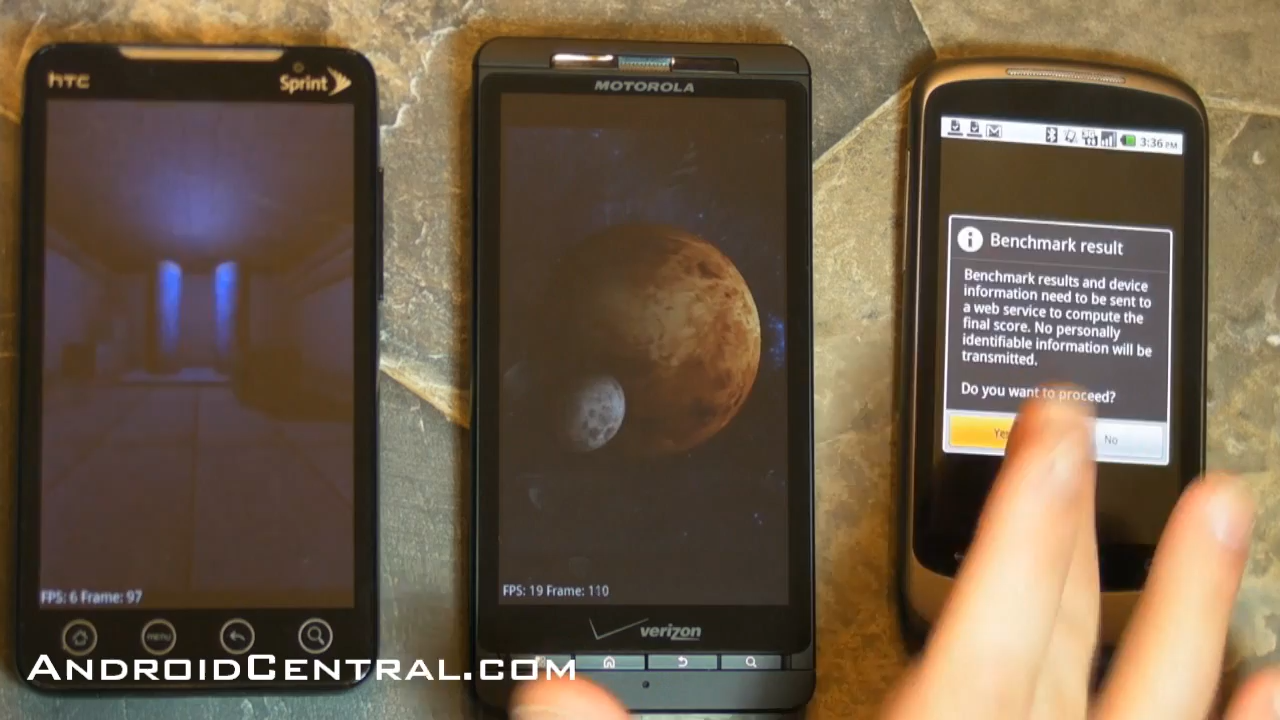 HTC
Sprint
FPS: 6 Frame: 97
MENU
MOTOROLA
FPS: 19 Frame: 110
verizon
3:36 PM
Benchmark result
Benchmark results and device
information need to be sent to
a web service to compute the
final score. No personally
identifiable information will be
transmitted.
Do you want to proceed?
Yes
No
ANDROIDCENTRAL.COM